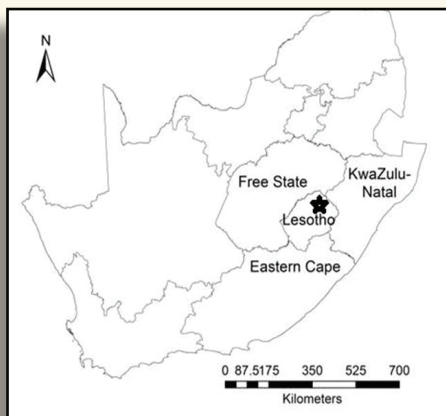 N
Free State
KwaZulu-
Natal
Lesotho
Eastern Cape
0 87.5175 350 525 700
Kilometers